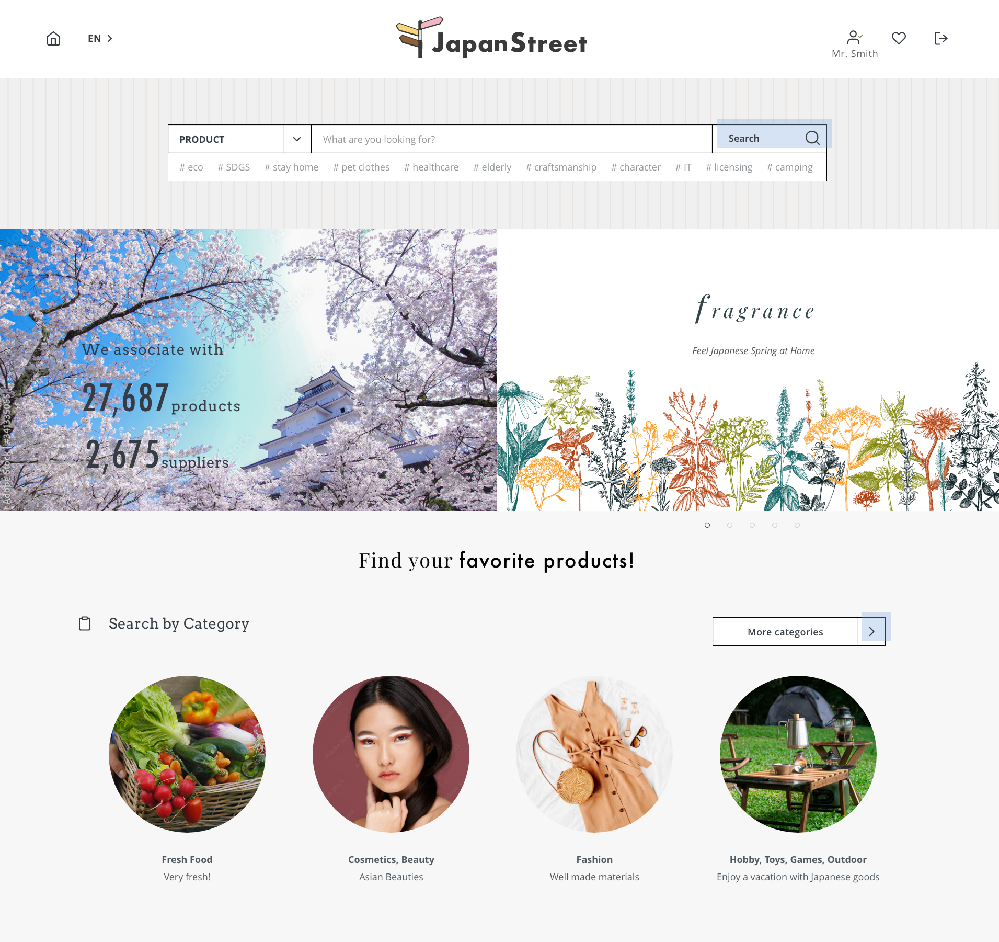 EN
JapanStreet
Mr. Smith
PRODUCT
What are you looking for?
Search
# eco # SDGS # stay home # pet clothes # healthcare # elderly # craftsmanship # character # IT # licensing # camping
We associate with
27,687 products
2,675 suppliers
Adobe Stock | #341335055
fragrance
Feel Japanese Spring at Home
Find your favorite products!
Search by Category
More categories
Fresh Food
Very fresh!
Cosmetics, Beauty
Asian Beauties
Fashion
Well made materials
Hobby, Toys, Games, Outdoor
Enjoy a vacation with Japanese goods